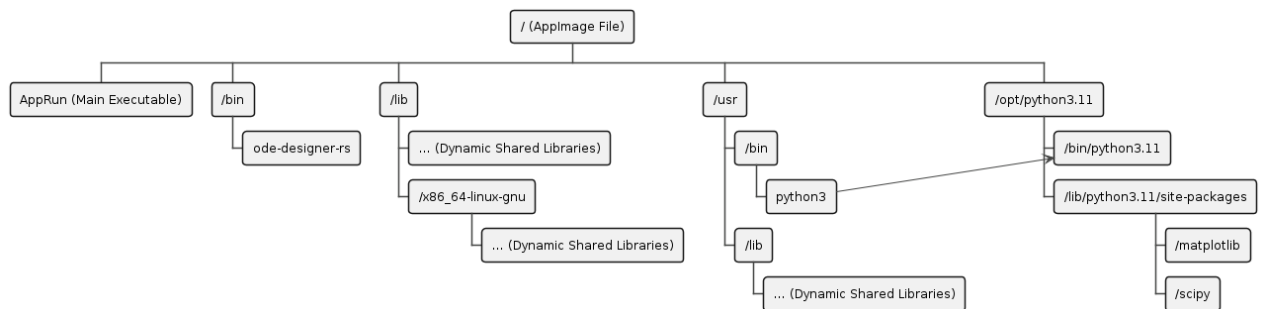 / (AppImage File)
AppRun (Main Executable)
/bin
/lib
/usr
/opt/python3.11
ode-designer-rs
... (Dynamic Shared Libraries)
/bin
/bin/python3.11
/x86_64-linux-gnu
python3
/lib/python3.11/site-packages
... (Dynamic Shared Libraries)
/lib
/matplotlib
... (Dynamic Shared Libraries)
/scipy